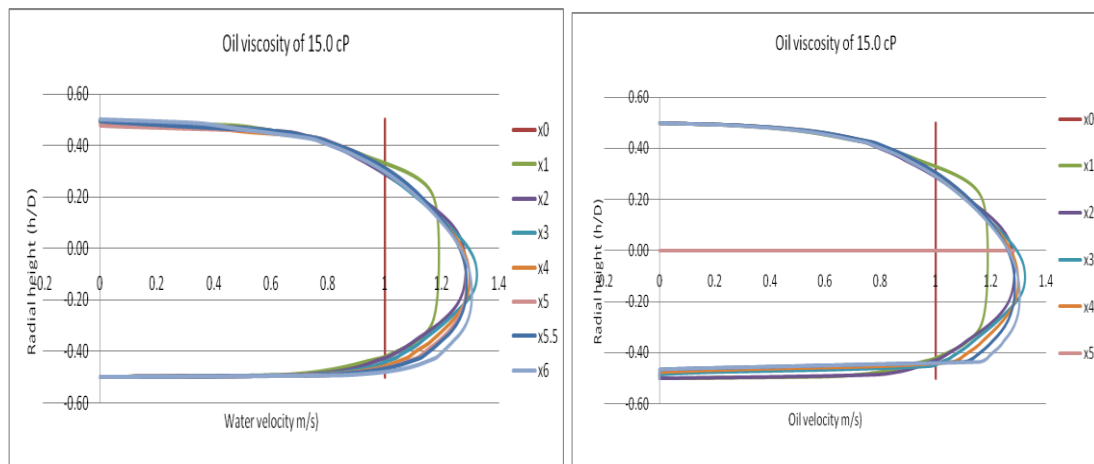 Oil viscosity of 15.0 cP
0.60
0.40
0.20
0.00
-0.20
-0.40
-0.60
0 0.2 0.4 0.6 0.8 1 1.2 1.4
Radial height (h/D)
Water velocity m/s)
x0
x1
x2
x3
x4
x5
x5.5
x6
Oil viscosity of 15.0 cP
0.60
0.40
0.20
0.00
-0.20
-0.40
-0.60
0 0.2 0.4 0.6 0.8 1 1.2 1.4
Radial height (h/D)
Oil velocity m/s)
x0
x1
x2
x3
x4
x5